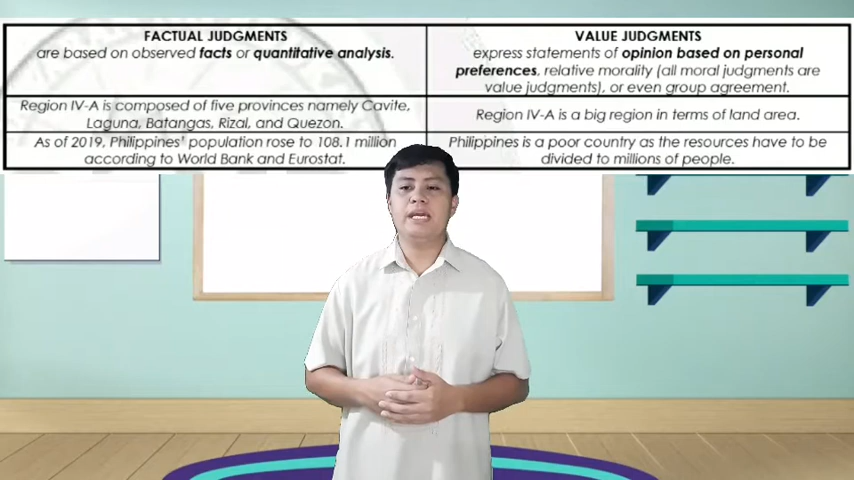 FACTUAL JUDGMENTS
are based on observed facts or quantitative analysis.
VALUE JUDGMENTS
express statements of opinion based on personal
preferences, relative morality (all moral judgments are
value judgments), or even group agreement.
Region IV-A is composed of five provinces namely Cavite,
Laguna, Batangas, Rizal, and Quezon.
Region IV-A is a big region in terms of land area.
As of 2019, Philippines' population rose to 108.1 million
according to World Bank and Eurostat.
Philippines is a poor country as the resources have to be
divided to millions of people.